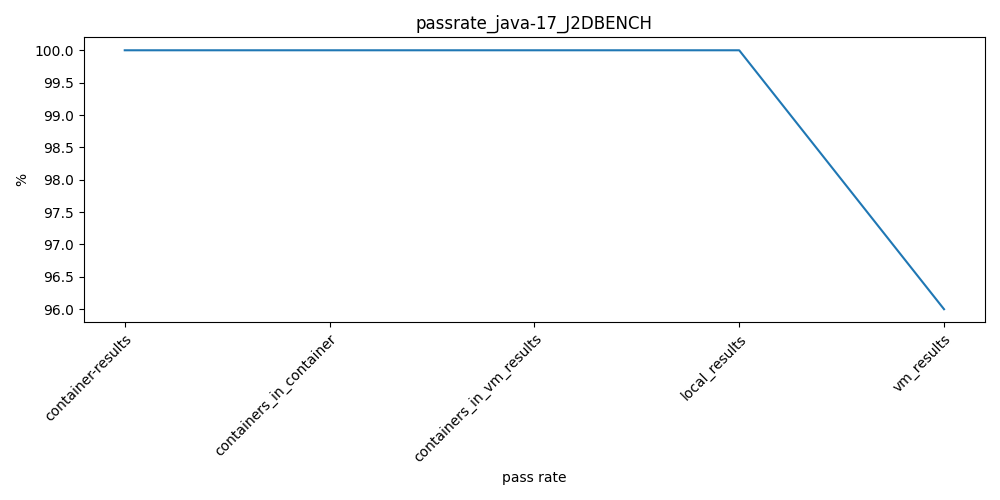 passrate_java-17_J2DBENCH
100.0
99.5
99.0
98.5
98.0
97.5
97.0
96.5
96.0
%
container-results
containers_in_container
containers_in_vm_results
local_results
vm_results
pass rate